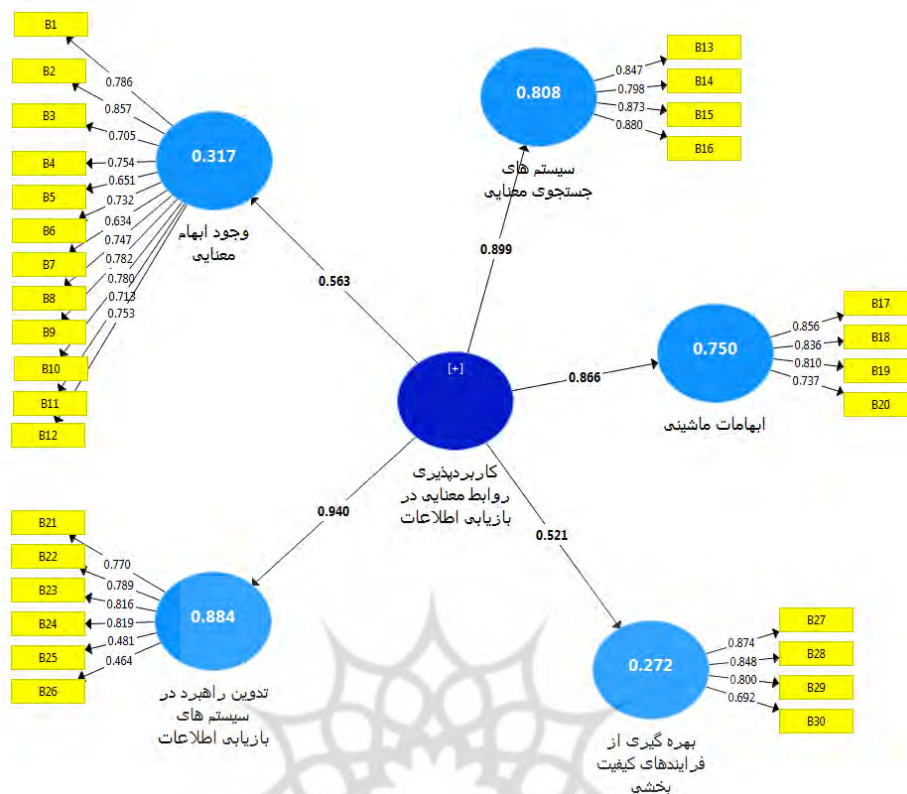 B1
B2
B3
B4
B5
B6
B7
B8
B9
B10
B11
B12
0.786
0.857
0.705
0.754
0.651
0.732
0.634
0.747
0.782
0.780
0.713
0.753
0.317
وجود ابهام
معنایی
0.563
B13
B14
B15
B16
0.847
0.798
0.873
0.880
0.808
سیستم های
جستجوی معنایی
0.899
B17
B18
B19
B20
0.856
0.836
0.810
0.737
0.750
ابهامات ماشینی
0.866
[+]
کاربردپذیری
روابط معنایی در
بازیابی اطلاعات
0.940
0.521
B21
B22
B23
B24
B25
B26
0.770
0.789
0.816
0.819
0.481
0.464
0.884
تدوین راهبرد در
سیستم های
بازیابی اطلاعات
B27
B28
B29
B30
0.874
0.848
0.800
0.692
0.272
بهره گیری از
فرایندهای کیفیت
بخشی